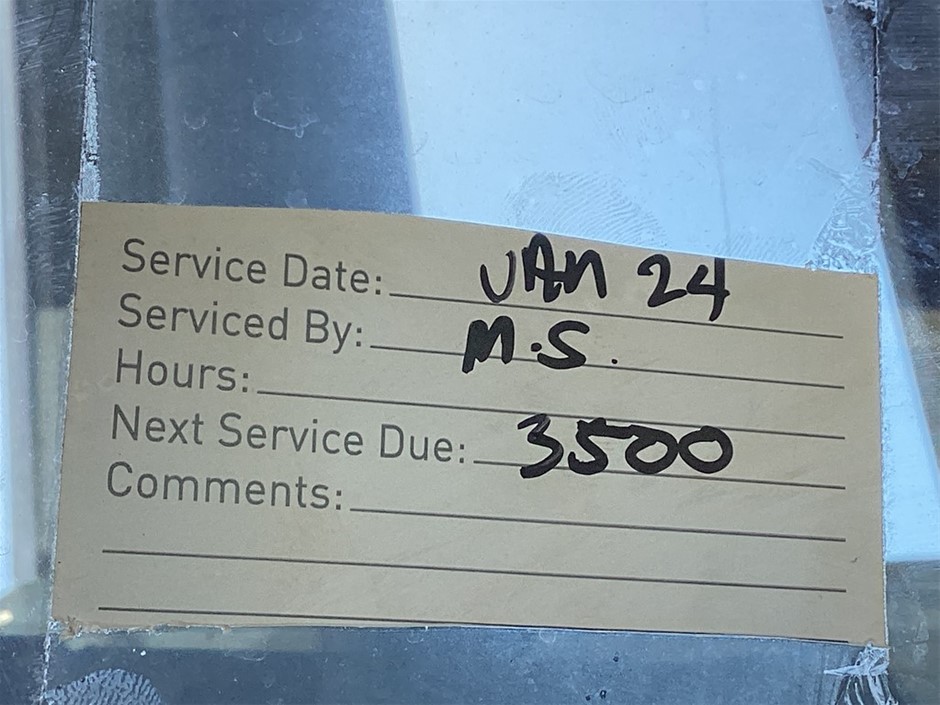 Service Date: JAN 24
Serviced By: M.S.
Hours:
Next Service Due: 3500
Comments: